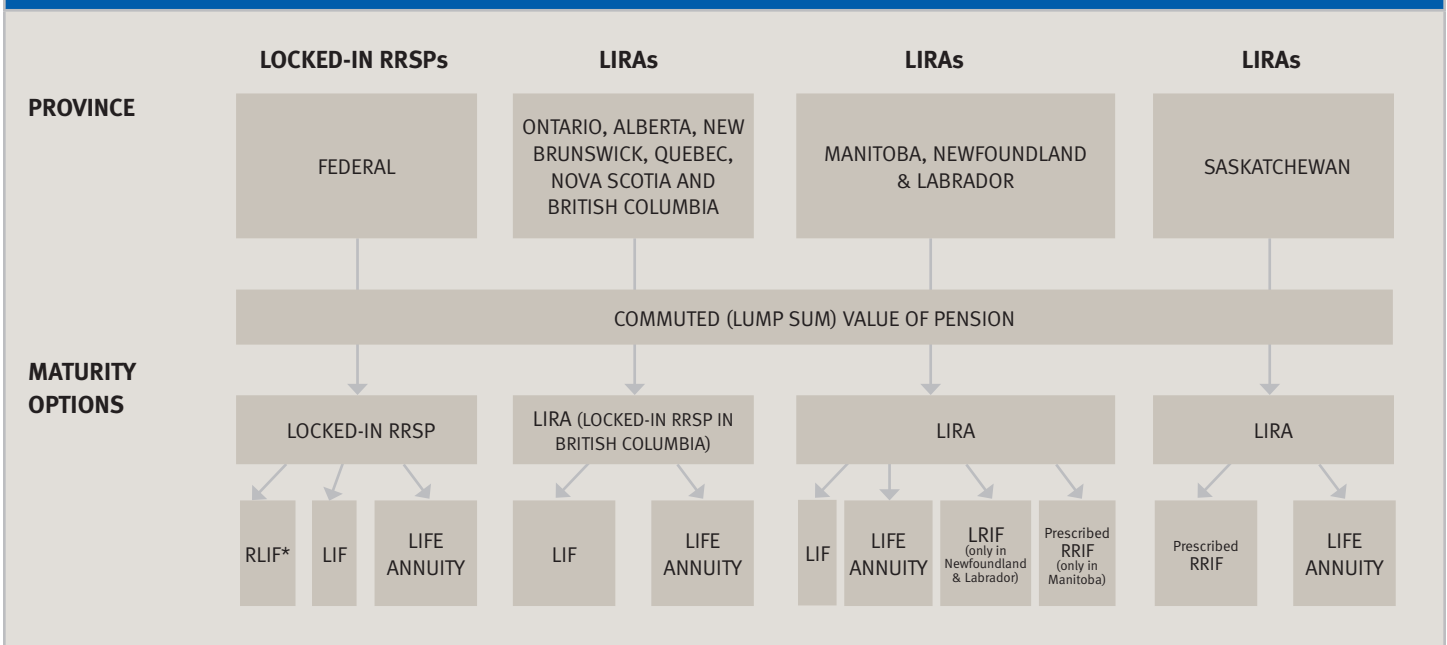 LOCKED-IN RRSPs
LIRAs
LIRAs
LIRAs
PROVINCE
FEDERAL
ONTARIO, ALBERTA, NEW
BRUNSWICK, QUEBEC,
NOVA SCOTIA AND
BRITISH COLUMBIA
MANITOBA, NEWFOUNDLAND
& LABRADOR
SASKATCHEWAN
COMMUTED (LUMP SUM) VALUE OF PENSION
MATURITY
OPTIONS
LOCKED-IN RRSP
LIRA (LOCKED-IN RRSP IN
BRITISH COLUMBIA)
LIRA
LIRA
RLIF*
LIF
LIFE
ANNUITY
LIF
LIFE
ANNUITY
LIF
LIFE
ANNUITY
LRIF
(only in
Newfoundland
& Labrador)
Prescribed
RRIF
(only in
Manitoba)
Prescribed
RRIF
LIFE
ANNUITY